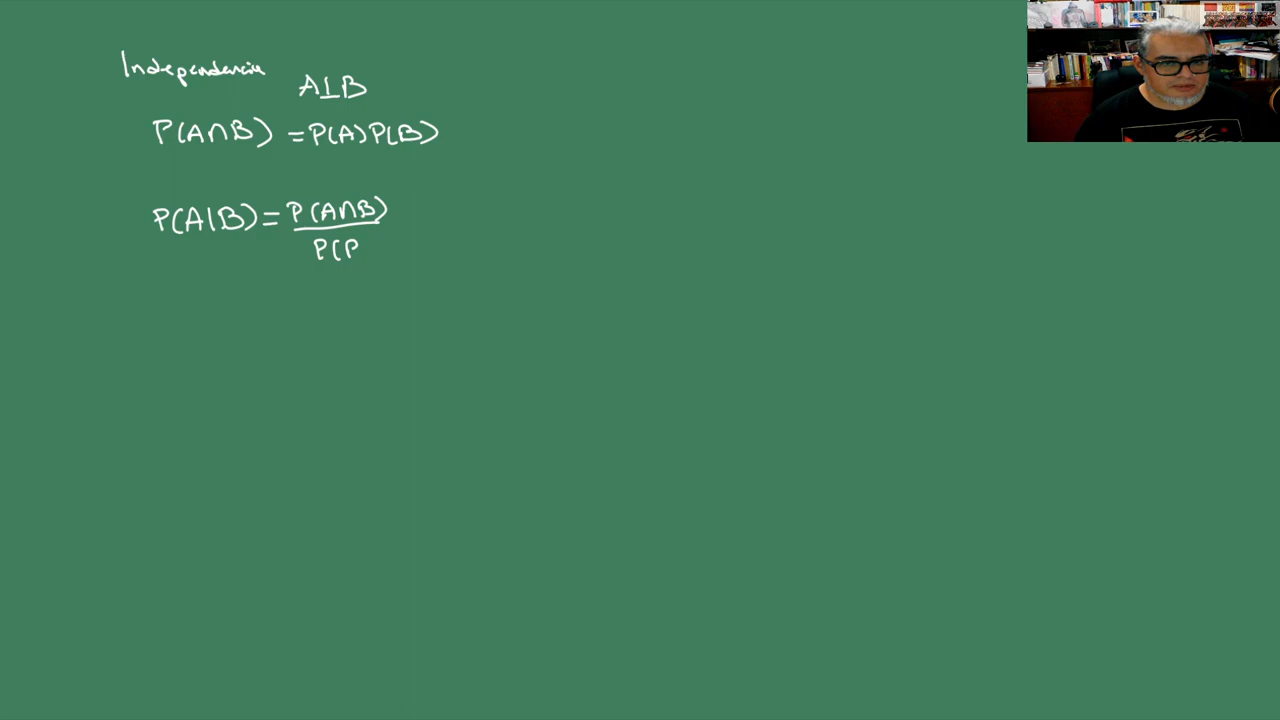 Independencia
A⊥B
P(A∩B) = P(A)P(B)
P(A|B) = P(A∩B)
P(P